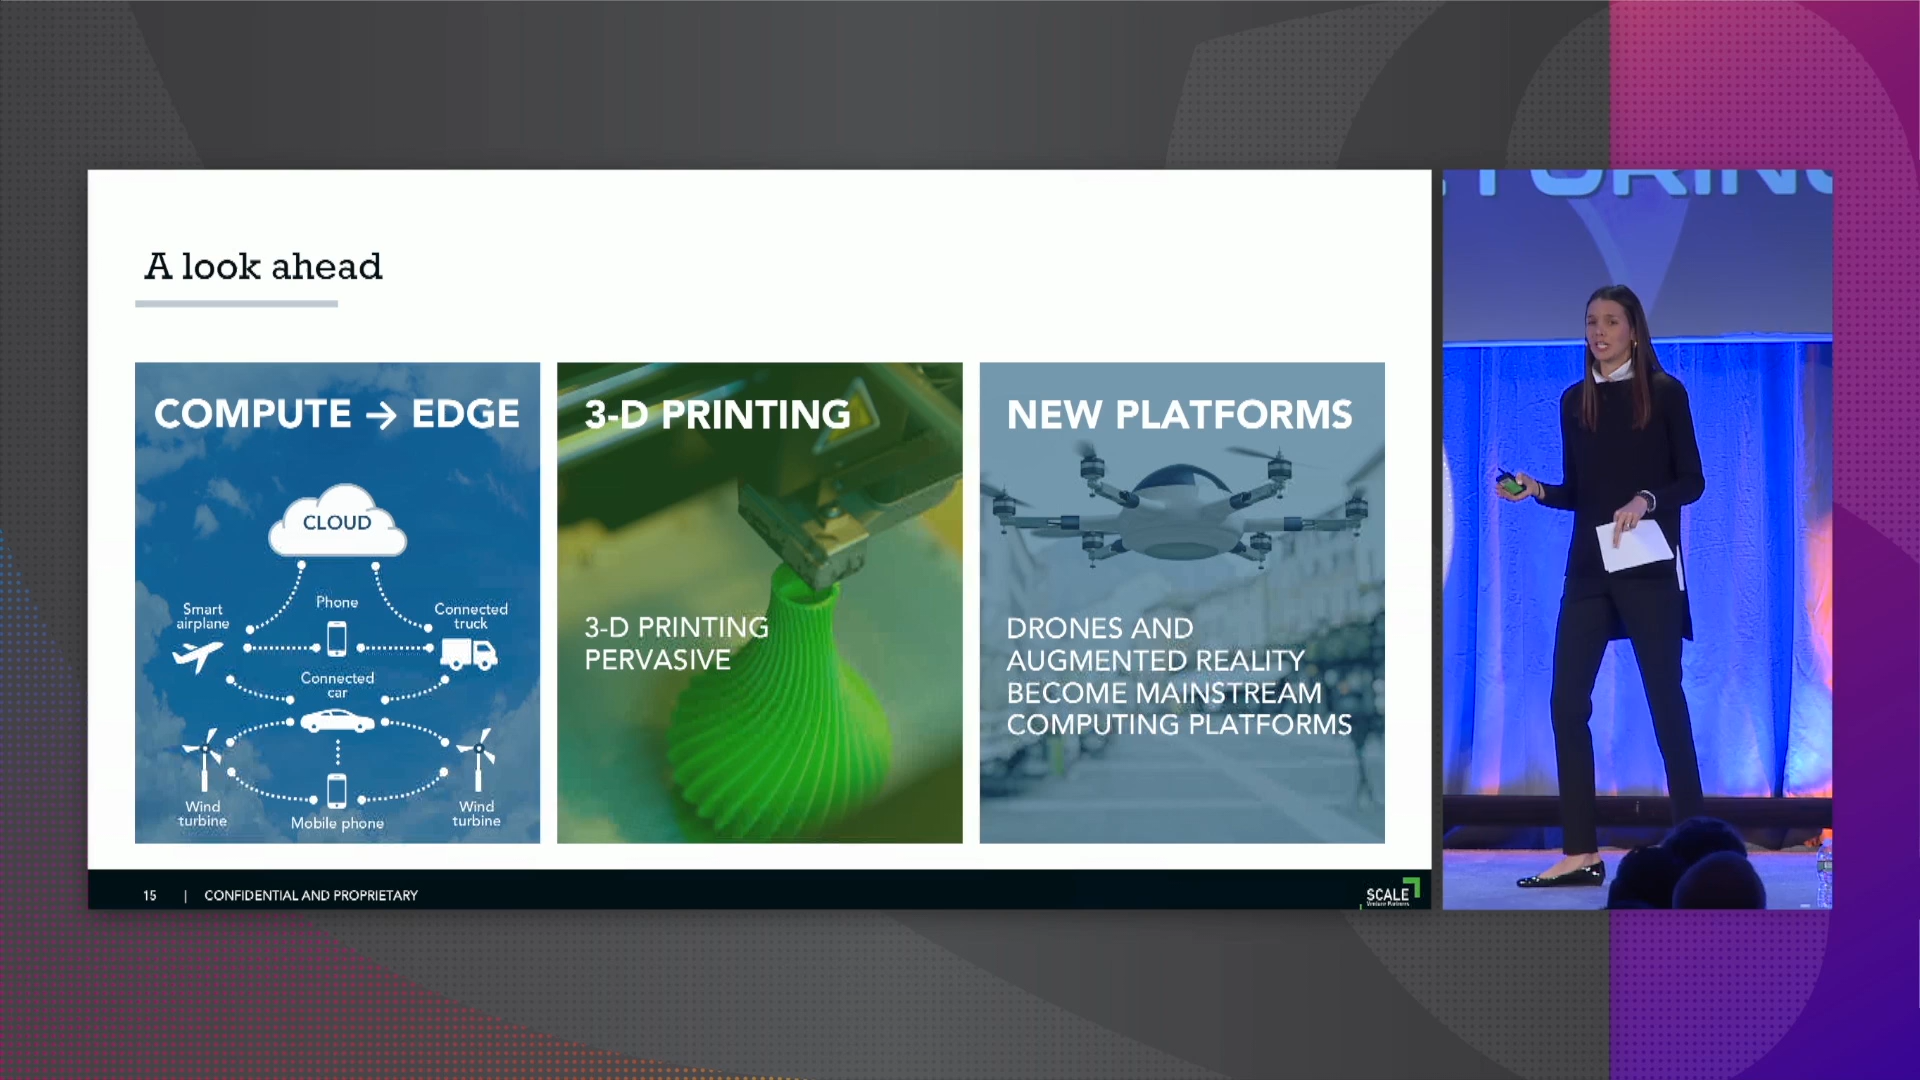 A look ahead
COMPUTE → EDGE
CLOUD
Smart
airplane
Phone
Connected
truck
Connected
car
Wind
turbine
Mobile phone
Wind
turbine
3-D PRINTING
3-D PRINTING
PERVASIVE
NEW PLATFORMS
DRONES AND
AUGMENTED REALITY
BECOME MAINSTREAM
COMPUTING PLATFORMS
15 | CONFIDENTIAL AND PROPRIETARY
SCALE
Venture Partners